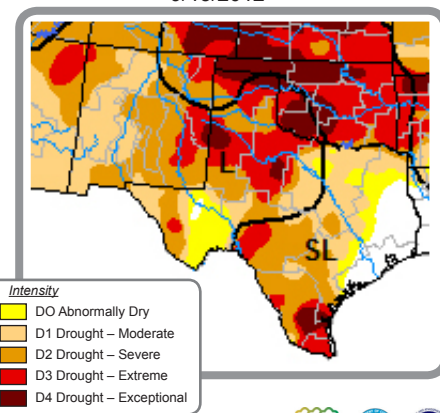 L
SL
Intensity
DO Abnormally Dry
D1 Drought – Moderate
D2 Drought – Severe
D3 Drought – Extreme
D4 Drought – Exceptional